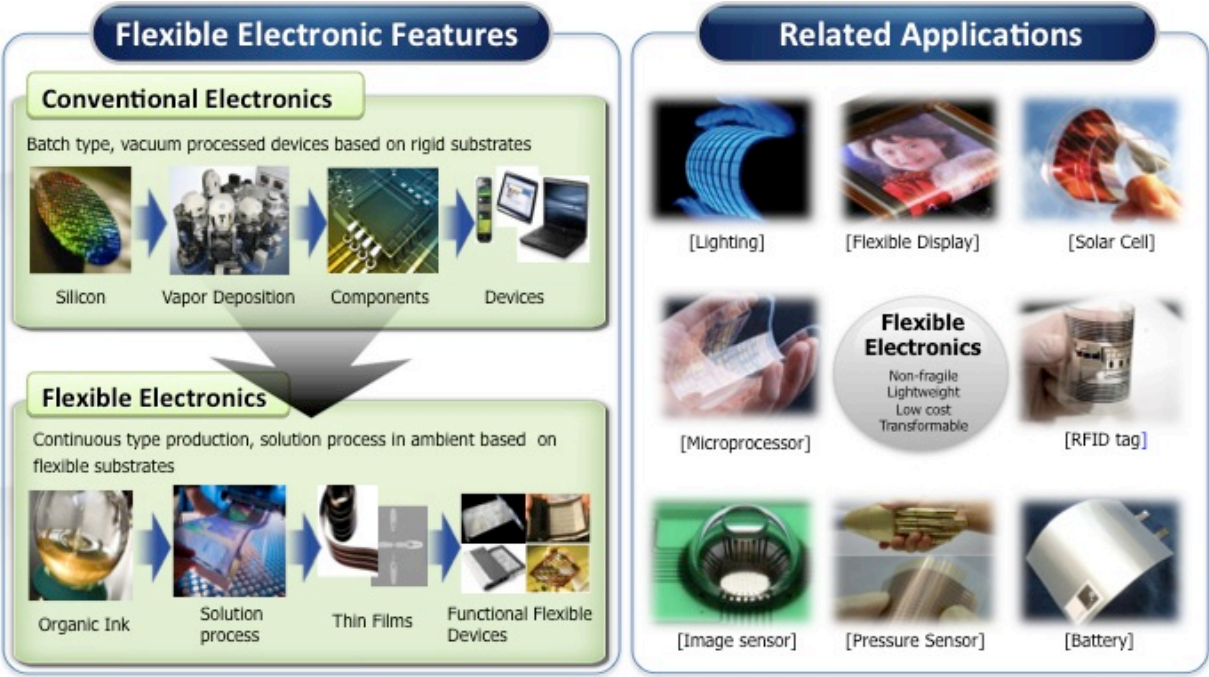 Flexible Electronic Features
Conventional Electronics
Batch type, vacuum processed devices based on rigid substrates
Silicon
Vapor Deposition
Components
Devices
Flexible Electronics
Continuous type production, solution process in ambient based on
flexible substrates
Organic Ink
Solution
process
Thin Films
Functional Flexible
Devices
Related Applications
[Lighting]
[Flexible Display]
[Solar Cell]
[Microprocessor]
Flexible
Electronics
Non-fragile
Lightweight
Low cost
Transformable
[RFID tag]
[Image sensor]
[Pressure Sensor]
[Battery]